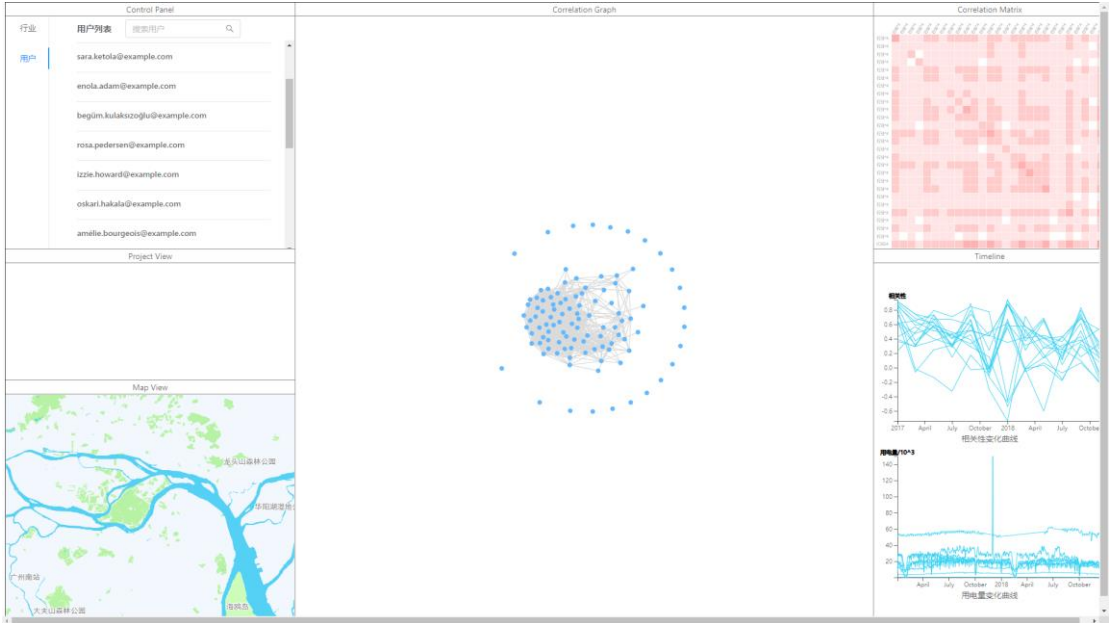 Control Panel
行业
用户
用户列表
搜索用户
sara.ketola@example.com
enola.adam@example.com
begüm.kulaksızoğlu@example.com
rosa.pedersen@example.com
izzie.howard@example.com
oskari.hakala@example.com
amélie.bourgeois@example.com
Project View
Map View
龙头山森林公园
广州南站
大夫山森林公园
海鸥岛
Correlation Graph
Correlation Matrix
Timeline
相关性
0.8
0.6
0.4
0.2
0.0
-0.2
-0.4
-0.6
2017 April July October 2018 April July October
相关性变化曲线
用电量/10^3
140
120
100
80
60
40
20
April July October 2018 April July October
用电量变化曲线